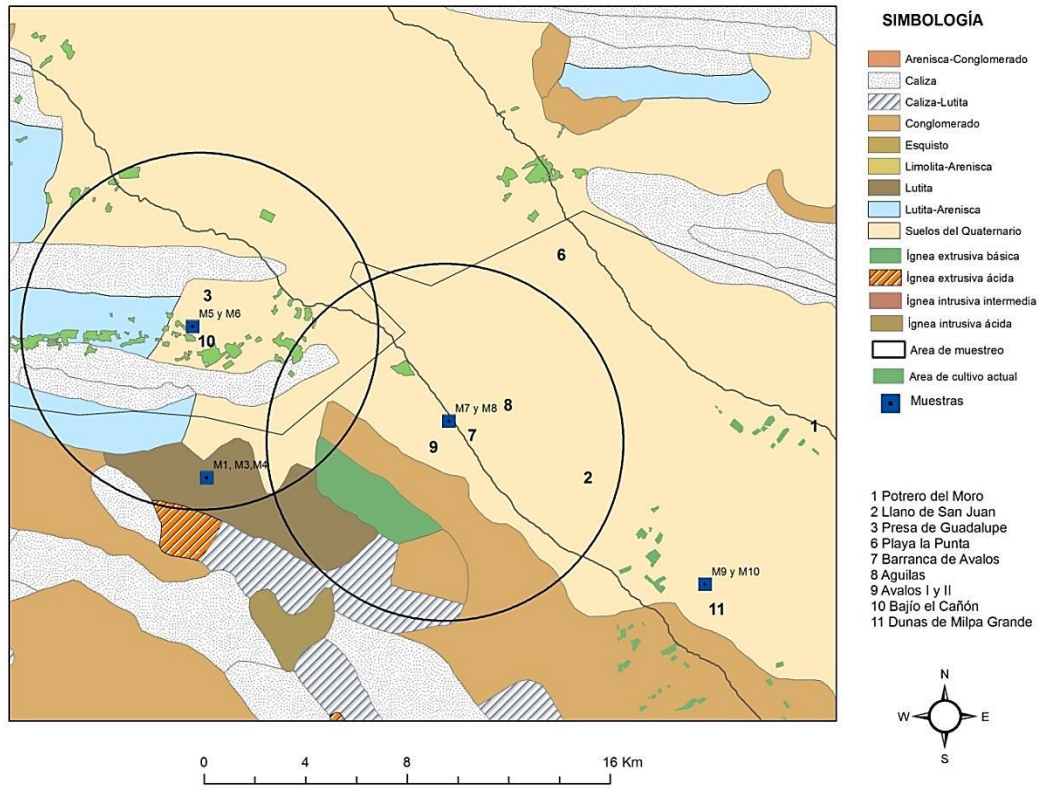 SIMBOLOGÍA
Arenisca-Conglomerado
Caliza
Caliza-Lutita
Conglomerado
Esquisto
Limolita-Arenisca
Lutita
Lutita-Arenisca
Suelos del Quaternario
Ígnea extrusiva básica
Ígnea extrusiva ácida
Ígnea intrusiva intermedia
Ígnea intrusiva ácida
Area de muestreo
Area de cultivo actual
Muestras
6
3
M5 y M6
10
M7 y M8
8
7
9
1
M1, M3,M4
2
M9 y M10
11
1 Potrero del Moro
2 Llano de San Juan
3 Presa de Guadalupe
6 Playa la Punta
7 Barranca de Avalos
8 Aguilas
9 Avalos I y II
10 Bajío el Cañón
11 Dunas de Milpa Grande
N
W
E
S
0 4 8 16 Km